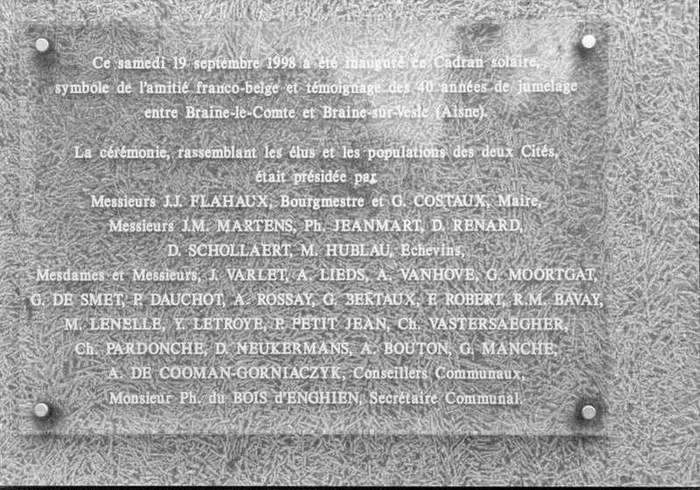 Ce samedi 19 septembre 1998 a été inauguré ce Cadran solaire,
symbole de l'amitié franco-belge et témoignage des 40 années de jumelage
entre Braine-le-Comte et Braine-sur-Vesle (Aisne).
La cérémonie, rassemblant les élus et les populations des deux Cités,
était présidée par
Messieurs J.J. FLAHAUX, Bourgmestre et G. COSTAUX, Maire,
Messieurs J.M. MARTENS, Ph. JEANMART, D. RENARD,
D. SCHOLLAERT, M. HUBLAU, Echevins,
Mesdames et Messieurs, J. VARLET, A. LIEDS, A. VANHOVE, G. MOORTGAT,
G. DE SMET, P. DAUCHOT, A. ROSSAY, G. BERTAUX, F. ROBERT, R.M. BAVAY,
M. LENELLE, Y. LETROYE, P. PETIT JEAN, Ch. VASTERSAEGHER,
Ch. PARDONCHE, D. NEUKERMANS, A. BOUTON, G. MANCHE,
A. DE COOMAN-GORNIACZYK, Conseillers Communaux,
Monsieur Ph. du BOIS d'ENGHIEN, Secrétaire Communal.